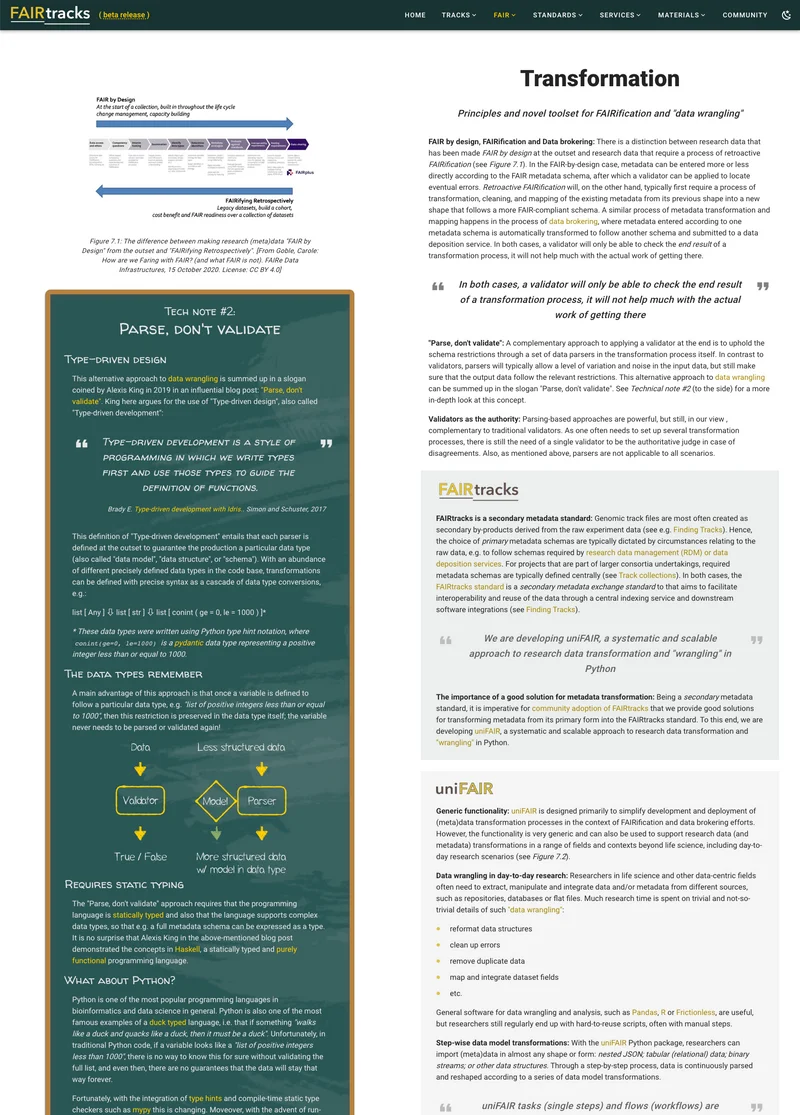 FAIRtracks
( beta release )
HOME TRACKS FAIR STANDARDS SERVICES MATERIALS COMMUNITY
FAIR by Design
At the start of a collection, built in throughout the life cycle
change management, capacity building
FAIRplus
FAIRifying Retrospectively
Legacy datasets, build a cohort,
cost benefit and FAIR readiness over a collection of datasets
Figure 7.1: The difference between making research (meta)data "FAIR by
Design" from the outset and "FAIRifying Retrospectively". [From Goble, Carole:
How are we Faring with FAIR? (and what FAIR is not). FAIRe Data
Infrastructures, 15 October 2020. License: CC BY 4.0]
Tech note #2:
Parse, don't validate
Type-driven design
This alternative approach to data wrangling is summed up in a slogan
coined by Alexis King in 2019 in an influential blog post: "Parse, don't
validate". King here argues for the use of "Type-driven design", also called
"Type-driven development":
Type-driven development is a style of
programming in which we write types
first and use those types to guide the
definition of functions.
Brady E. Type-driven development with Idris.. Simon and Schuster, 2017
This definition of "Type-driven development" entails that each parser is
defined at the outset to guarantee the production a particular data type
(also called "data model", "data structure", or "schema"). With an abundance
of different precisely defined data types in the code base, transformations
can be defined with precise syntax as a cascade of data type conversions,
e.g.:
list [ Any ] ⇩ list [ str ] ⇩ list [ conint ( ge = 0, le = 1000 ) ]*
* These data types were written using Python type hint notation, where
conint(ge=0, le=1000) is a pydantic data type representing a positive
integer less than or equal to 1000.
The data types remember
A main advantage of this approach is that once a variable is defined to
follow a particular data type, e.g. "list of positive integers less than or equal
to 1000", then this restriction is preserved in the data type itself; the variable
never needs to be parsed or validated again!
Data Less structured data
Validator Model Parser
True / False More structured data
w/ model in data type
Requires static typing
The "Parse, don't validate" approach requires that the programming
language is statically typed and also that the language supports complex
data types, so that e.g. a full metadata schema can be expressed as a type.
It is no surprise that Alexis King in the above-mentioned blog post
demonstrated the concepts in Haskell, a statically typed and purely
functional programming language.
What about Python?
Python is one of the most popular programming languages in
bioinformatics and data science in general. Python is also one of the most
famous examples of a duck typed language, i.e. that if something "walks
like a duck and quacks like a duck, then it must be a duck". Unfortunately, in
traditional Python code, if a variable looks like a "list of positive integers
less than 1000", there is no way to know this for sure without validating the
full list, and even then, there are no guarantees that the data will stay that
way forever.
Fortunately, with the integration of type hints and compile-time static type
checkers such as mypy this is changing. Moreover, with the advent of run-
Transformation
Principles and novel toolset for FAIRification and "data wrangling"
FAIR by design, FAIRification and Data brokering: There is a distinction between research data that
has been made FAIR by design at the outset and research data that require a process of retroactive
FAIRification (see Figure 7.1). In the FAIR-by-design case, metadata can be entered more or less
directly according to the FAIR metadata schema, after which a validator can be applied to locate
eventual errors. Retroactive FAIRification will, on the other hand, typically first require a process of
transformation, cleaning, and mapping of the existing metadata from its previous shape into a new
shape that follows a more FAIR-compliant schema. A similar process of metadata transformation and
mapping happens in the process of data brokering, where metadata entered according to one
metadata schema is automatically transformed to follow another schema and submitted to a data
deposition service. In both cases, a validator will only be able to check the end result of a
transformation process, it will not help much with the actual work of getting there.
In both cases, a validator will only be able to check the end result
of a transformation process, it will not help much with the actual
work of getting there
"Parse, don't validate": A complementary approach to applying a validator at the end is to uphold the
schema restrictions through a set of data parsers in the transformation process itself. In contrast to
validators, parsers will typically allow a level of variation and noise in the input data, but still make
sure that the output data follow the relevant restrictions. This alternative approach to data wrangling
can be summed up in the slogan "Parse, don't validate". See Technical note #2 (to the side) for a more
in-depth look at this concept.
Validators as the authority: Parsing-based approaches are powerful, but still, in our view ,
complementary to traditional validators. As one often needs to set up several transformation
processes, there is still the need of a single validator to be the authoritative judge in case of
disagreements. Also, as mentioned above, parsers are not applicable to all scenarios.
FAIRtracks
FAIRtracks is a secondary metadata standard: Genomic track files are most often created as
secondary by-products derived from the raw experiment data (see e.g. Finding Tracks). Hence,
the choice of primary metadata schemas are typically dictated by circumstances relating to the
raw data, e.g. to follow schemas required by research data management (RDM) or data
deposition services. For projects that are part of larger consortia undertakings, required
metadata schemas are typically defined centrally (see Track collections). In both cases, the
FAIRtracks standard is a secondary metadata exchange standard to that aims to facilitate
interoperability and reuse of the data through a central indexing service and downstream
software integrations (see Finding Tracks).
We are developing uniFAIR, a systematic and scalable
approach to research data transformation and "wrangling" in
Python
The importance of a good solution for metadata transformation: Being a secondary metadata
standard, it is imperative for community adoption of FAIRtracks that we provide good solutions
for transforming metadata from its primary form into the FAIRtracks standard. To this end, we are
developing uniFAIR, a systematic and scalable approach to research data transformation and
"wrangling" in Python.
uniFAIR
Generic functionality: uniFAIR is designed primarily to simplify development and deployment of
(meta)data transformation processes in the context of FAIRification and data brokering efforts.
However, the functionality is very generic and can also be used to support research data (and
metadata) transformations in a range of fields and contexts beyond life science, including day-to-
day research scenarios (see Figure 7.2).
Data wrangling in day-to-day research: Researchers in life science and other data-centric fields
often need to extract, manipulate and integrate data and/or metadata from different sources,
such as repositories, databases or flat files. Much research time is spent on trivial and not-so-
trivial details of such "data wrangling":
reformat data structures
clean up errors
remove duplicate data
map and integrate dataset fields
etc.
General software for data wrangling and analysis, such as Pandas, R or Frictionless, are useful,
but researchers still regularly end up with hard-to-reuse scripts, often with manual steps.
Step-wise data model transformations: With the uniFAIR Python package, researchers can
import (meta)data in almost any shape or form: nested JSON; tabular (relational) data; binary
streams; or other data structures. Through a step-by-step process, data is continuously parsed
and reshaped according to a series of data model transformations.
uniFAIR tasks (single steps) and flows (workflows) are